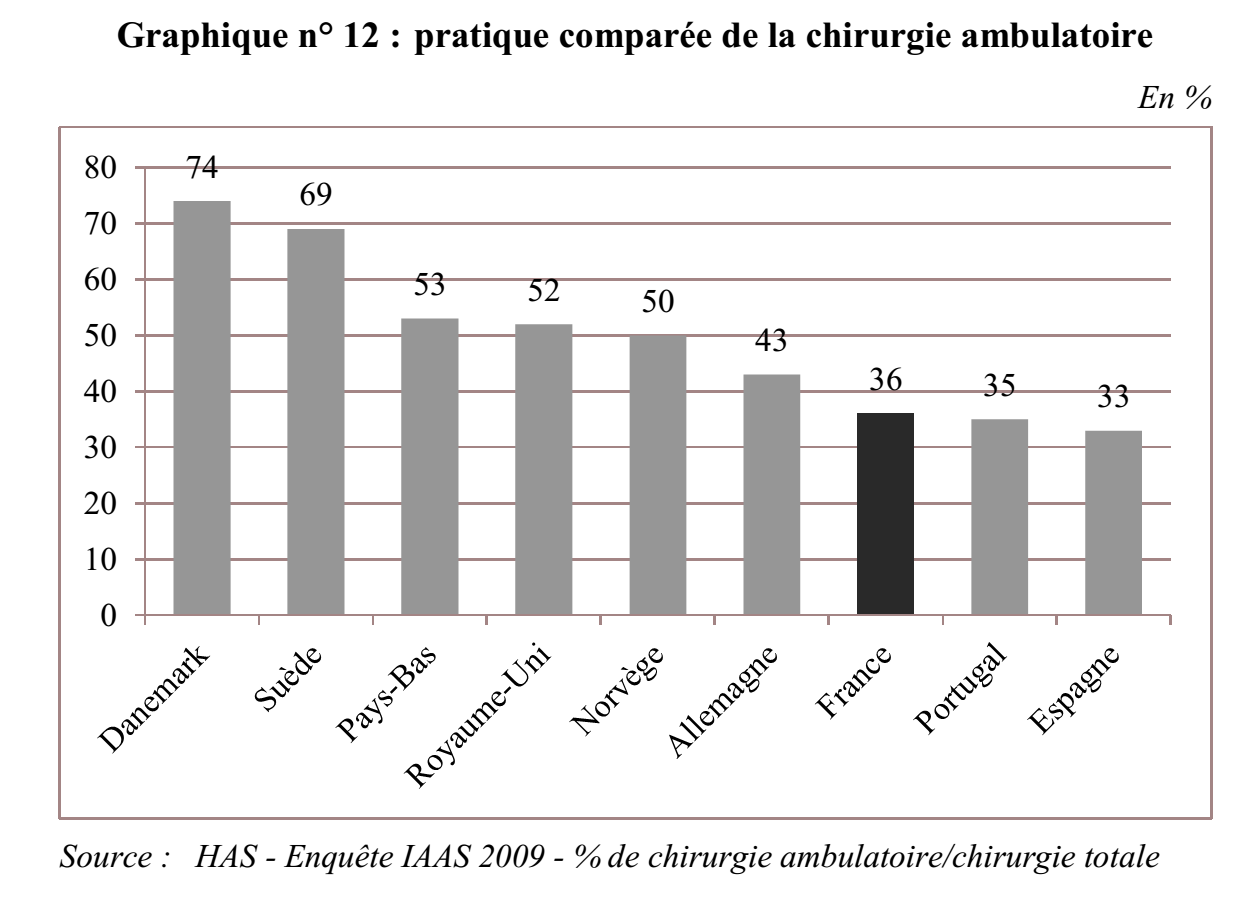 Graphique n° 12 : pratique comparée de la chirurgie ambulatoire
En %
80
70
60
50
40
30
20
10
0
74
69
53
52
50
43
36
35
33
Danemark
Suède
Pays-Bas
Royaume-Uni
Norvège
Allemagne
France
Portugal
Espagne
Source : HAS - Enquête IAAS 2009 - % de chirurgie ambulatoire/chirurgie totale